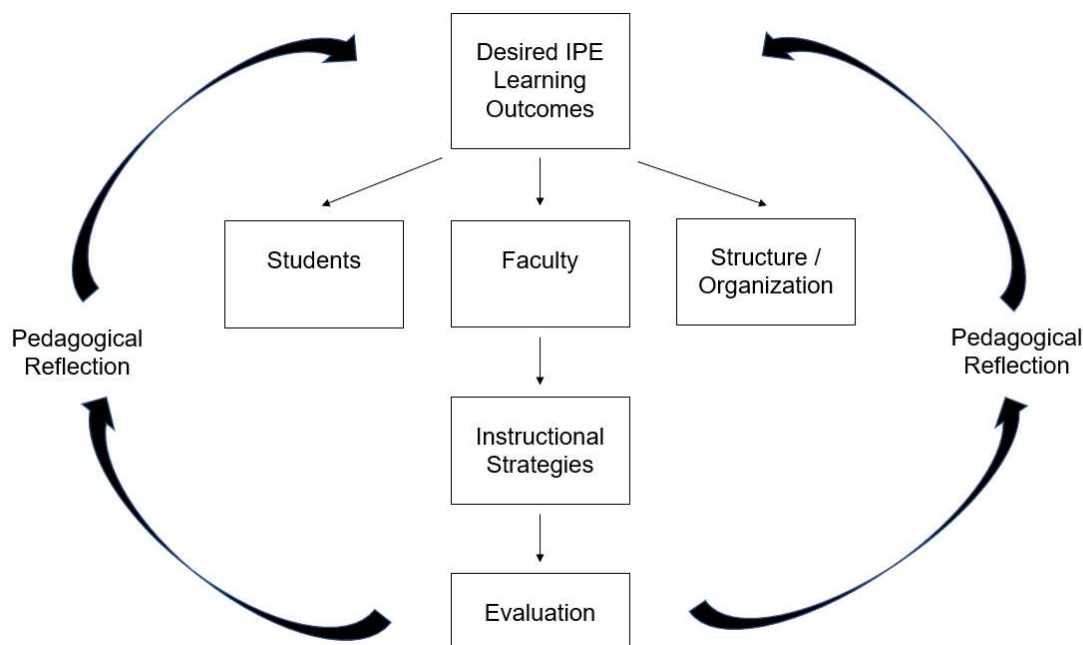 Desired IPE
Learning
Outcomes
Students
Faculty
Structure /
Organization
Pedagogical
Reflection
Pedagogical
Reflection
Instructional
Strategies
Evaluation